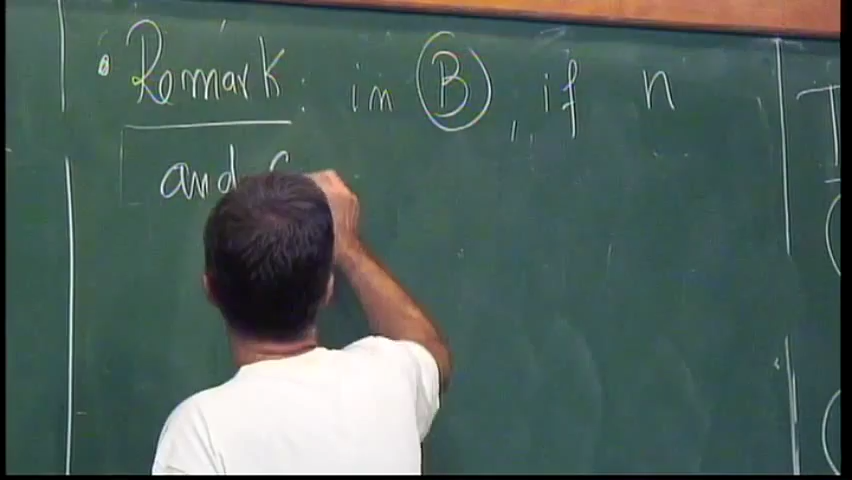 • Remark: in Ⓑ, if n
and